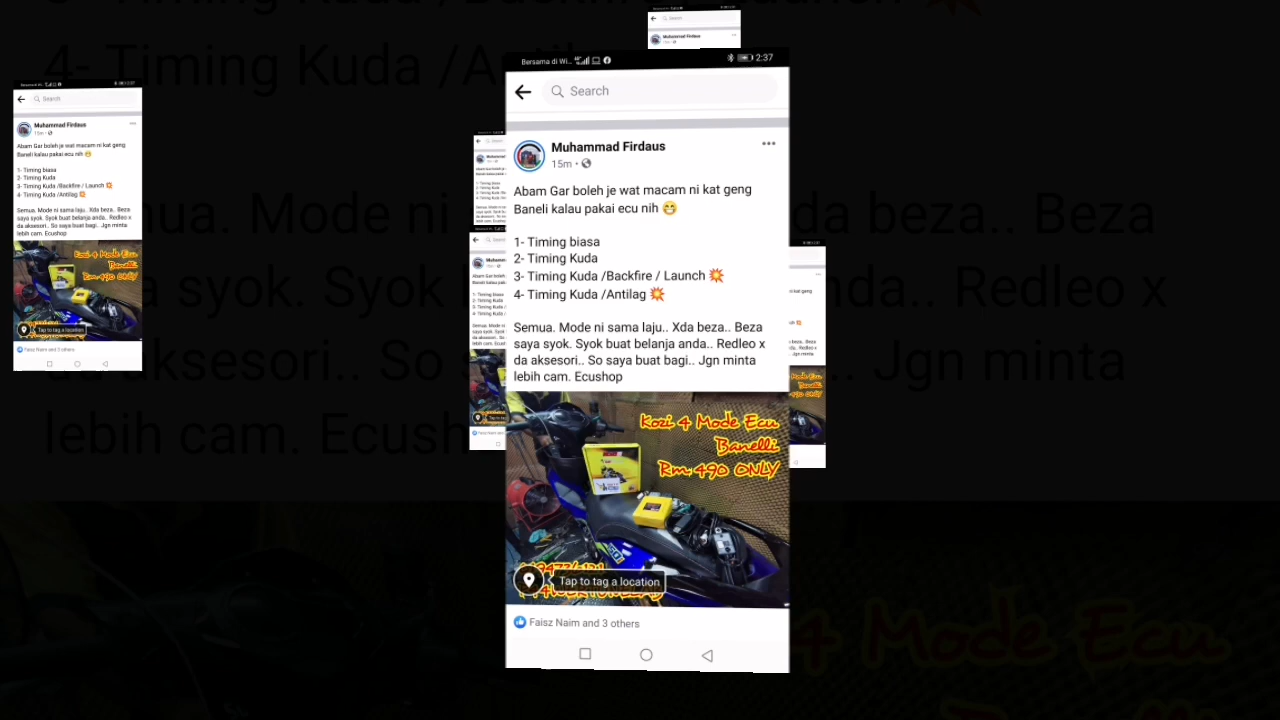 Bersama di Wi...
2:37
Search
Muhammad Firdaus
15m
Abam Gar boleh je wat macam ni kat geng
Baneli kalau pakai ecu nih 😁
1- Timing biasa
2- Timing Kuda
3- Timing Kuda /Backfire / Launch 💥
4- Timing Kuda /Antilag 💥
Semua. Mode ni sama laju.. Xda beza.. Beza
saya syok. Syok buat belanja anda.. Redleo x
da aksesori.. So saya buat bagi.. Jgn minta
lebih cam. Ecushop
Kozi 4 Mode Ecu
Banelli
Rm 490 ONLY
Tap to tag a location
Faisz Naim and 3 others